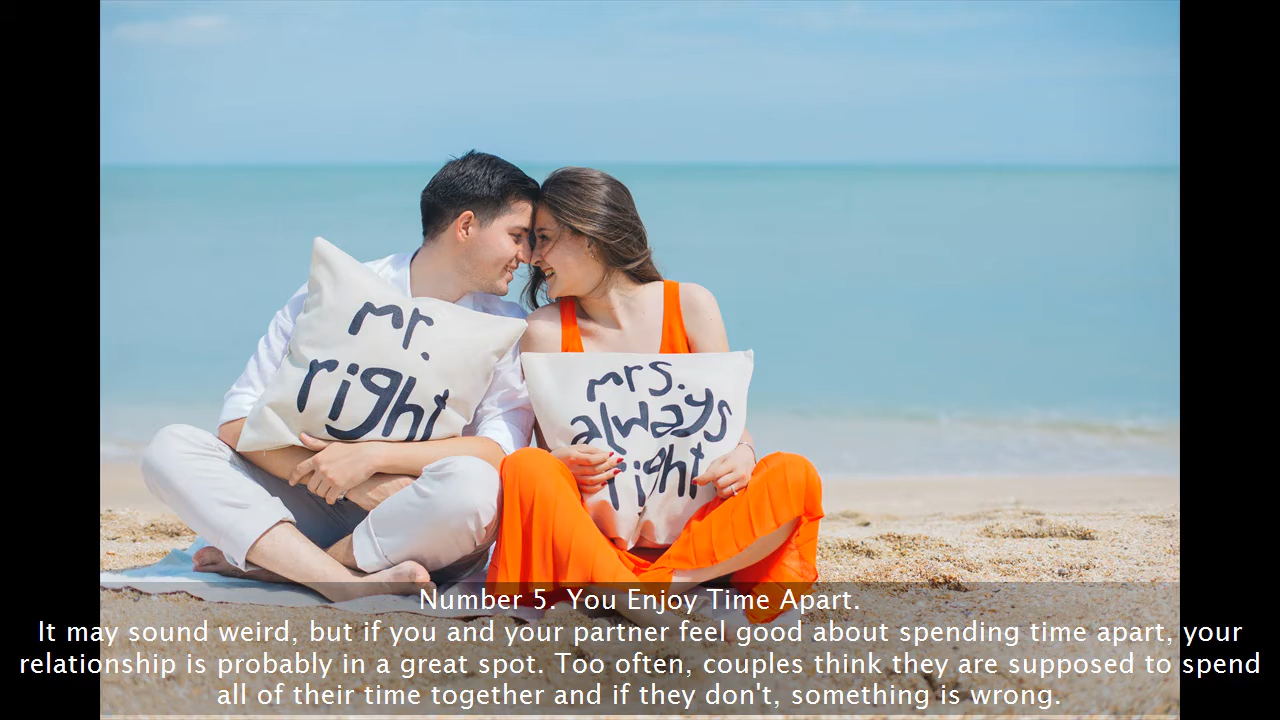 mr.
right
mrs.
always
right
Number 5. You Enjoy Time Apart.
It may sound weird, but if you and your partner feel good about spending time apart, your
relationship is probably in a great spot. Too often, couples think they are supposed to spend
all of their time together and if they don't, something is wrong.